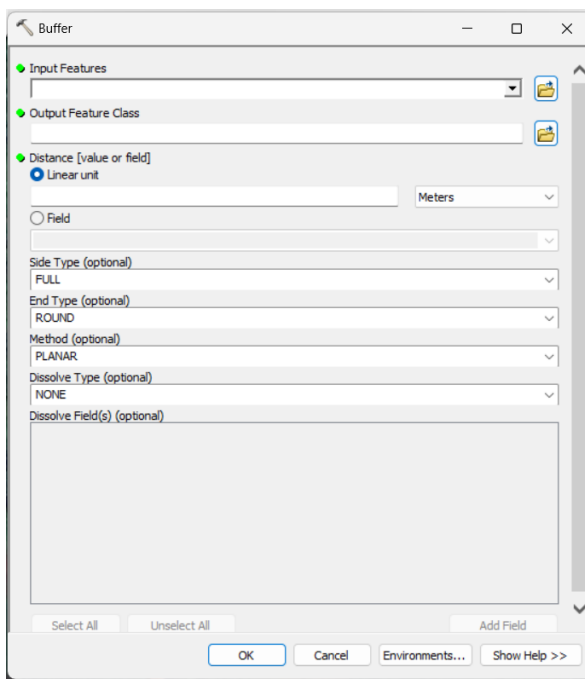 Buffer
Input Features
Output Feature Class
Distance [value or field]
Linear unit
Meters
Field
Side Type (optional)
FULL
End Type (optional)
ROUND
Method (optional)
PLANAR
Dissolve Type (optional)
NONE
Dissolve Field(s) (optional)
Select All Unselect All Add Field
OK Cancel Environments... Show Help >>